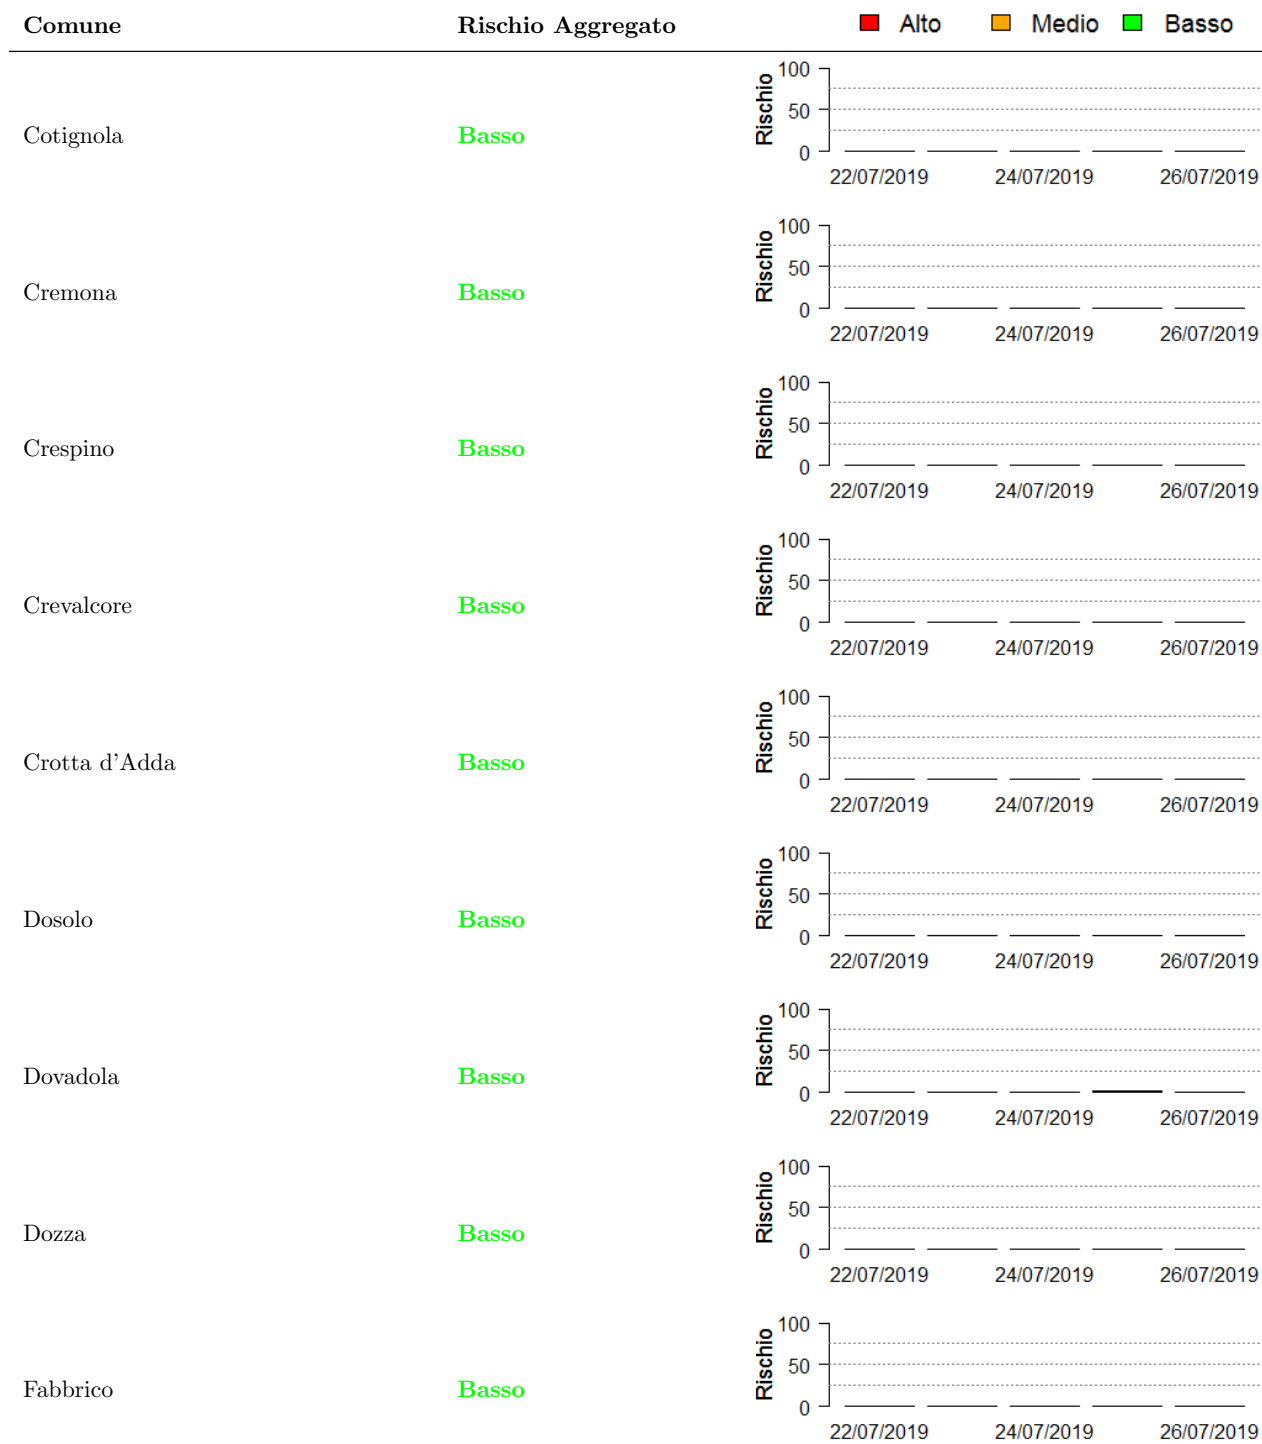 Comune Rischio Aggregato Alto Medio Basso
100
Rischio
50
Cotignola Basso
0
22/07/2019 24/07/2019 26/07/2019
100
Rischio
50
Cremona Basso
0
22/07/2019 24/07/2019 26/07/2019
100
Rischio
50
Crespino Basso
0
22/07/2019 24/07/2019 26/07/2019
100
Rischio
50
Crevalcore Basso
0
22/07/2019 24/07/2019 26/07/2019
100
Rischio
50
Crotta d'Adda Basso
0
22/07/2019 24/07/2019 26/07/2019
100
Rischio
50
Dosolo Basso
0
22/07/2019 24/07/2019 26/07/2019
100
Rischio
50
Dovadola Basso
0
22/07/2019 24/07/2019 26/07/2019
100
Rischio
50
Dozza Basso
0
22/07/2019 24/07/2019 26/07/2019
100
Rischio
50
Fabbrico Basso
0
22/07/2019 24/07/2019 26/07/2019